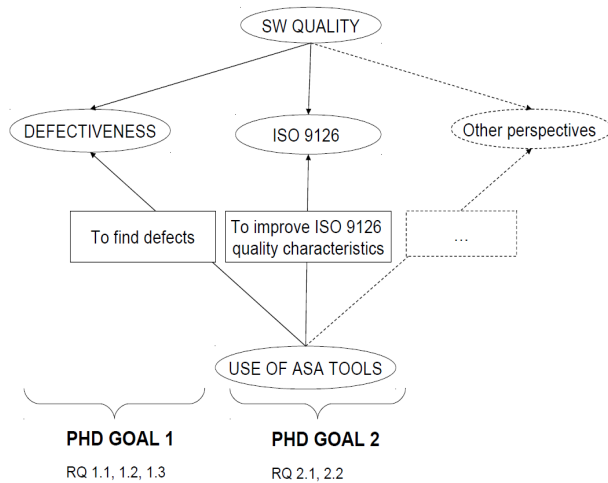 SW QUALITY
DEFECTIVENESS
ISO 9126
Other perspectives
To find defects
To improve ISO 9126
quality characteristics
...
USE OF ASA TOOLS
PHD GOAL 1
PHD GOAL 2
RQ 1.1, 1.2, 1.3
RQ 2.1, 2.2